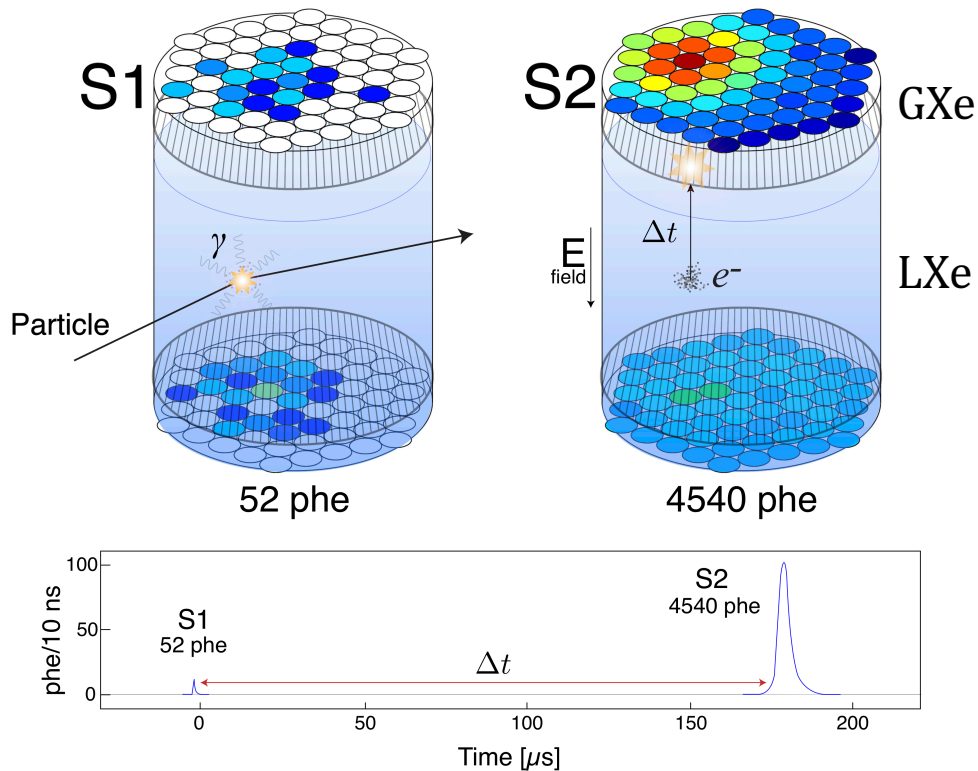 S1
S2
GXe
γ
Δt
E
field
e-
LXe
Particle
52 phe
4540 phe
phe/10 ns
100
50
0
S1
52 phe
S2
4540 phe
Δt
0
50
100
150
200
Time [μs]